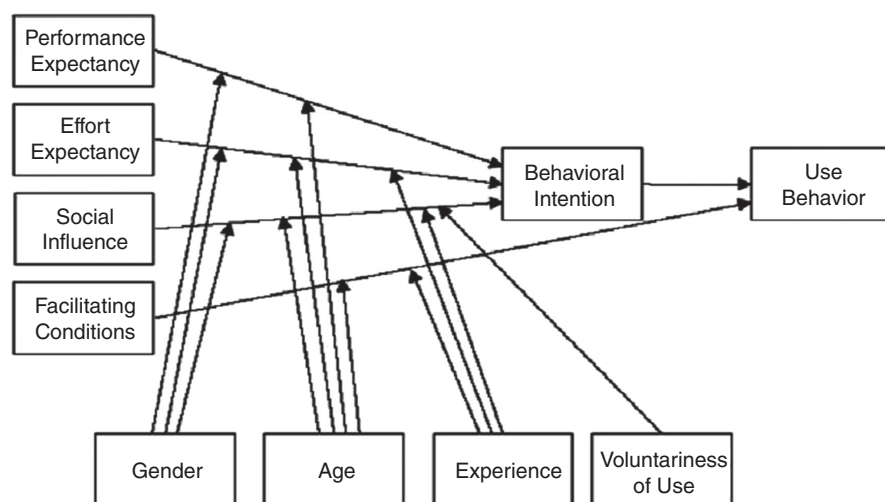 Performance
Expectancy
Effort
Expectancy
Social
Influence
Facilitating
Conditions
Behavioral
Intention
Use
Behavior
Gender
Age
Experience
Voluntariness
of Use